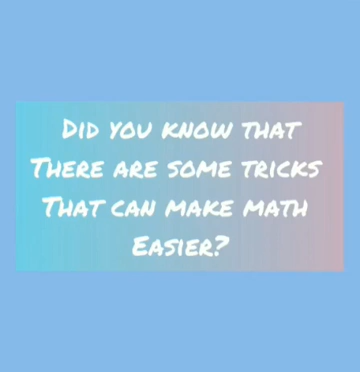 Did you know that
There are some tricks
That can make math
Easier?